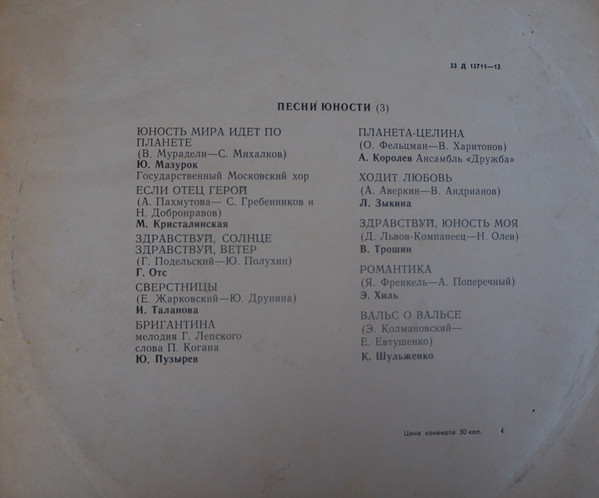 33 Д 15711—12
ПЕСНИ ЮНОСТИ (3)
ЮНОСТЬ МИРА ИДЕТ ПО
ПЛАНЕТЕ
(В. Мурадели—С. Михалков)
Ю. Мазурок
Государственный Московский хор
ЕСЛИ ОТЕЦ ГЕРОЙ
(А. Пахмутова— С. Гребенников и
Н. Добронравов)
М. Кристалинская
ЗДРАВСТВУЙ, СОЛНЦЕ
ЗДРАВСТВУЙ, ВЕТЕР
(Г. Подельский—Ю. Полухин)
Г. Отс
СВЕРСТНИЦЫ
(Е. Жарковский—Ю. Друнина)
И. Таланова
БРИГАНТИНА
мелодия Г. Лепского
слова П. Когана
Ю. Пузырев
ПЛАНЕТА-ЦЕЛИНА
(О. Фельцман—В. Харитонов)
А. Королев Ансамбль «Дружба»
ХОДИТ ЛЮБОВЬ
(А. Аверкин—В. Андрианов)
Л. Зыкина
ЗДРАВСТВУЙ, ЮНОСТЬ МОЯ
(Д. Львов-Компанеец—Н. Олев)
В. Трошин
РОМАНТИКА
(Я. Френкель—А. Поперечный)
Э. Хиль
ВАЛЬС О ВАЛЬСЕ
(Э. Колмановский—
Е. Евтушенко)
К. Шульженко
Цена конверта 50 коп. 6